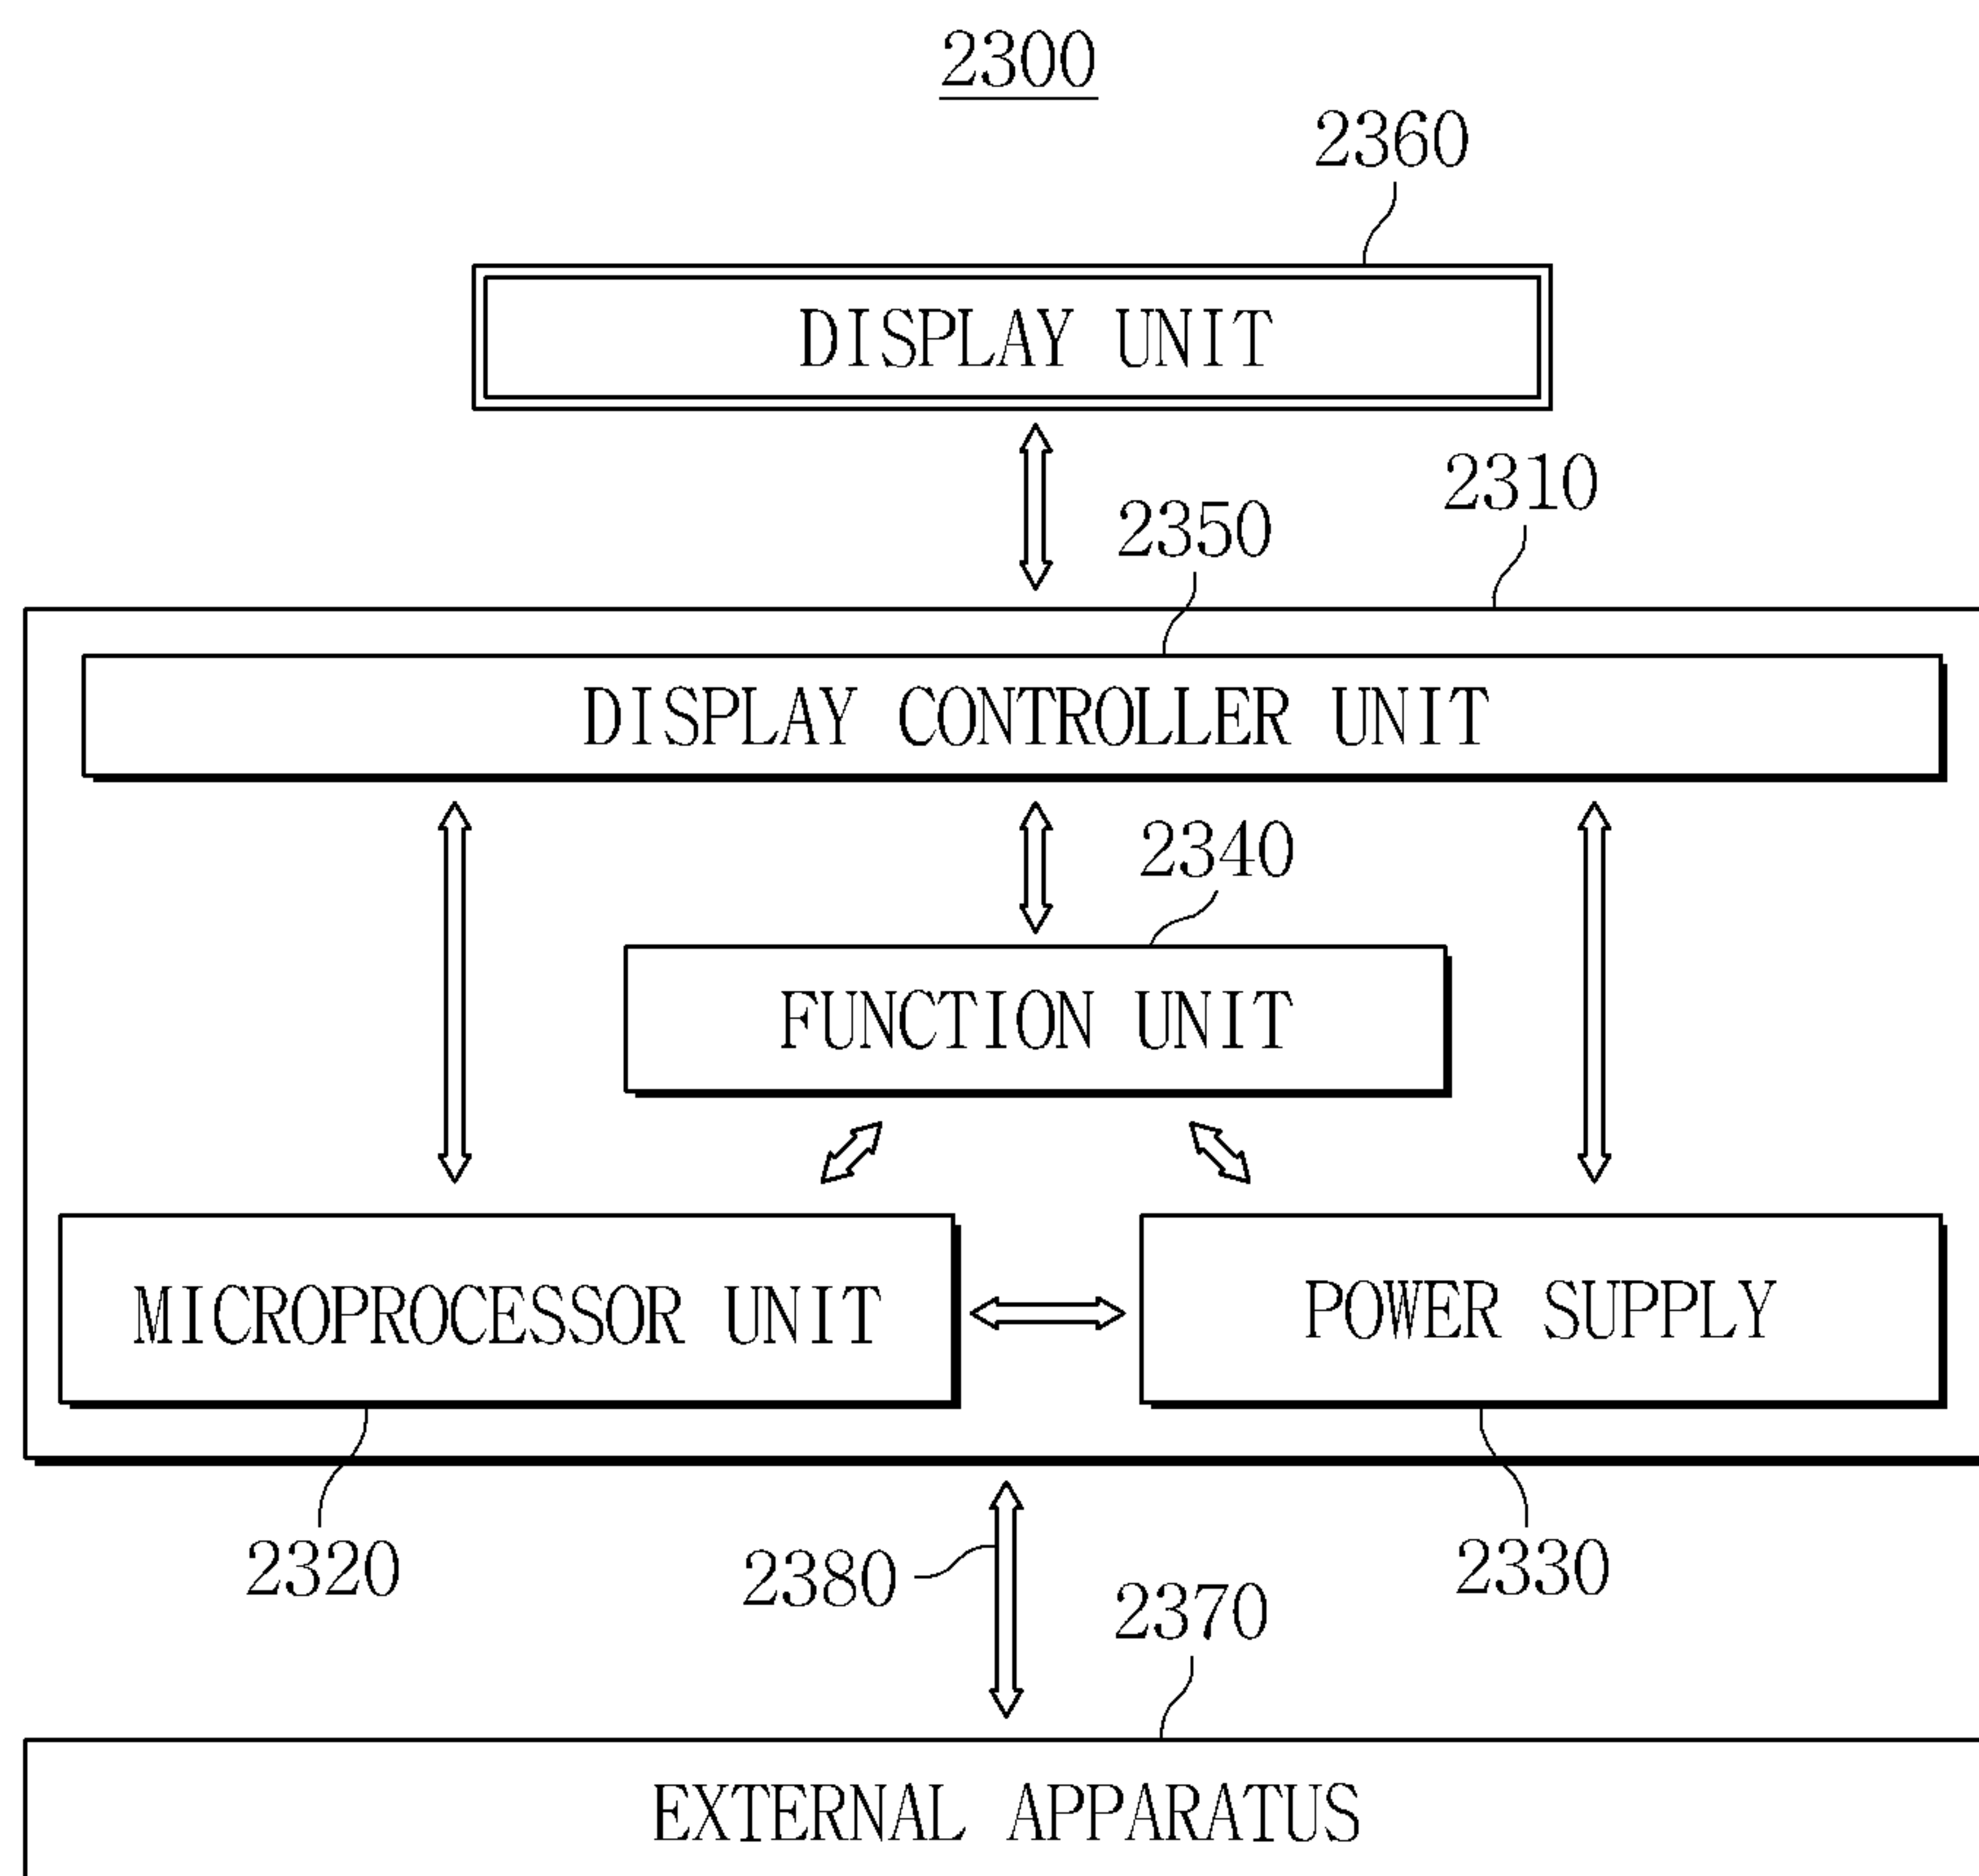 2300
2360
DISPLAY UNIT
2310
2350
DISPLAY CONTROLLER UNIT
2340
FUNCTION UNIT
MICROPROCESSOR UNIT
POWER SUPPLY
2320
2380
2330
2370
EXTERNAL APPARATUS